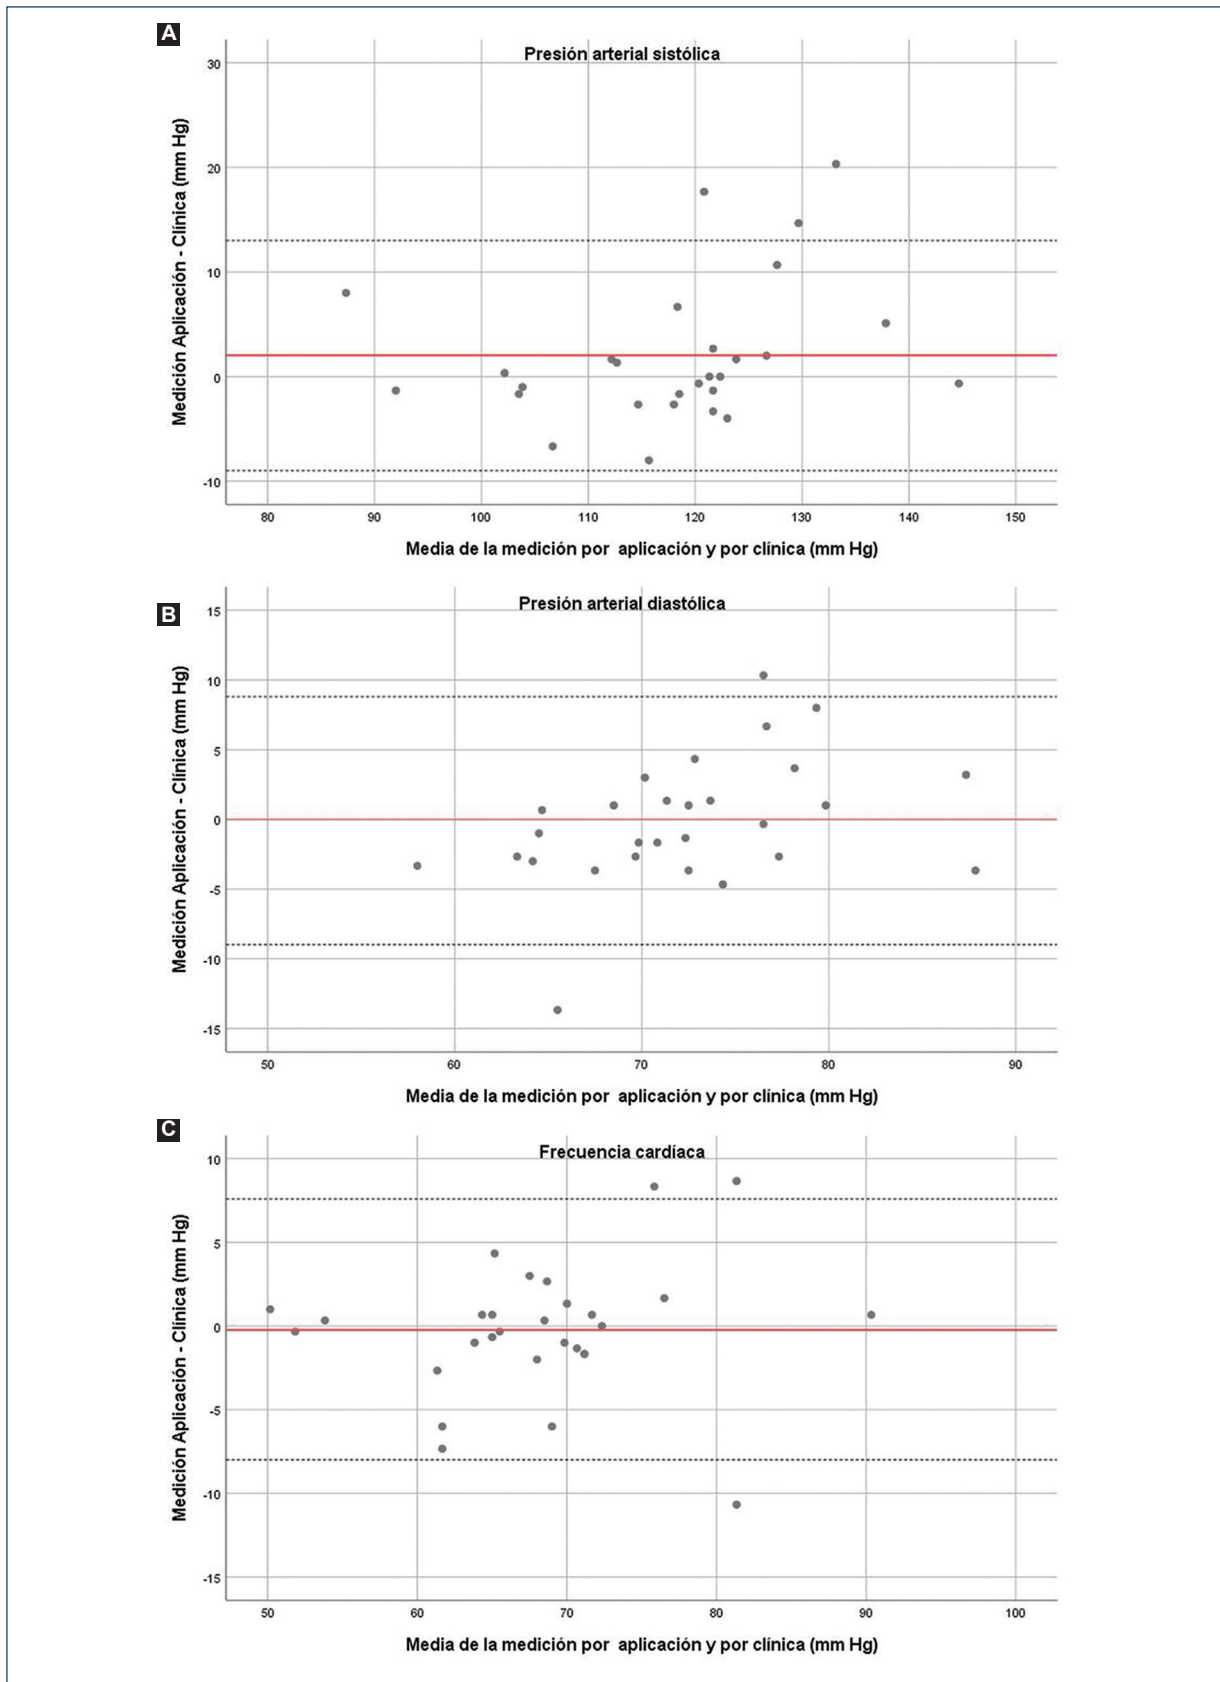 A
Presión arterial sistólica
Medición Aplicación - Clínica (mm Hg)
30
20
10
0
-10
80 90 100 110 120 130 140 150
Media de la medición por aplicación y por clínica (mm Hg)
B
Presión arterial diastólica
Medición Aplicación - Clínica (mm Hg)
15
10
5
0
-5
-10
-15
50 60 70 80 90
Media de la medición por aplicación y por clínica (mm Hg)
C
Frecuencia cardíaca
Medición Aplicación - Clínica (mm Hg)
10
5
0
-5
-10
-15
50 60 70 80 90 100
Media de la medición por aplicación y por clínica (mm Hg)